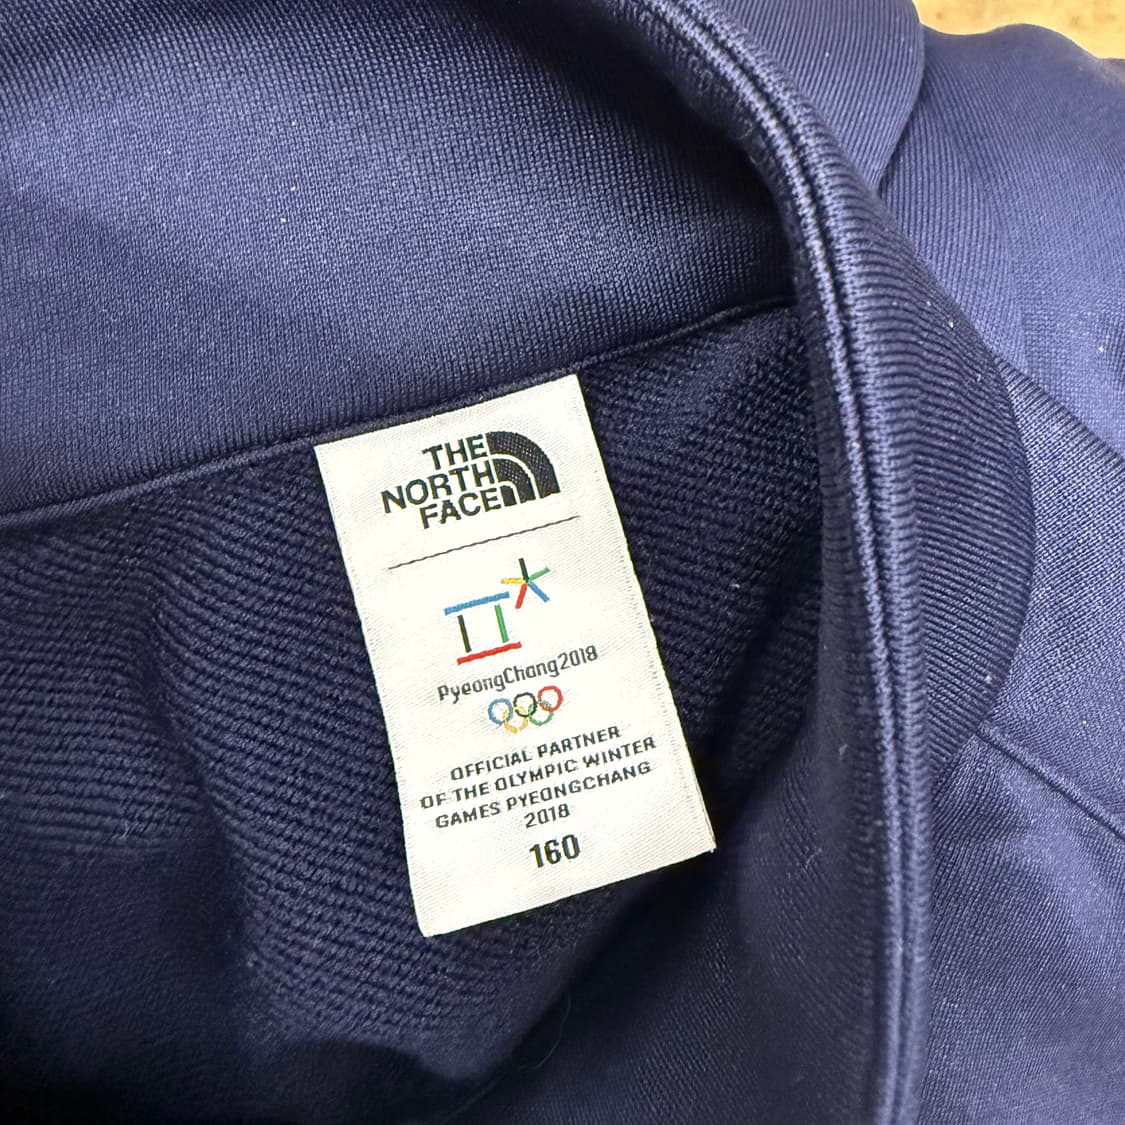 THE
NORTH
FACE
PyeongChang2018
OFFICIAL PARTNER
OF THE OLYMPIC WINTER
GAMES PYEONGCHANG
2018
160